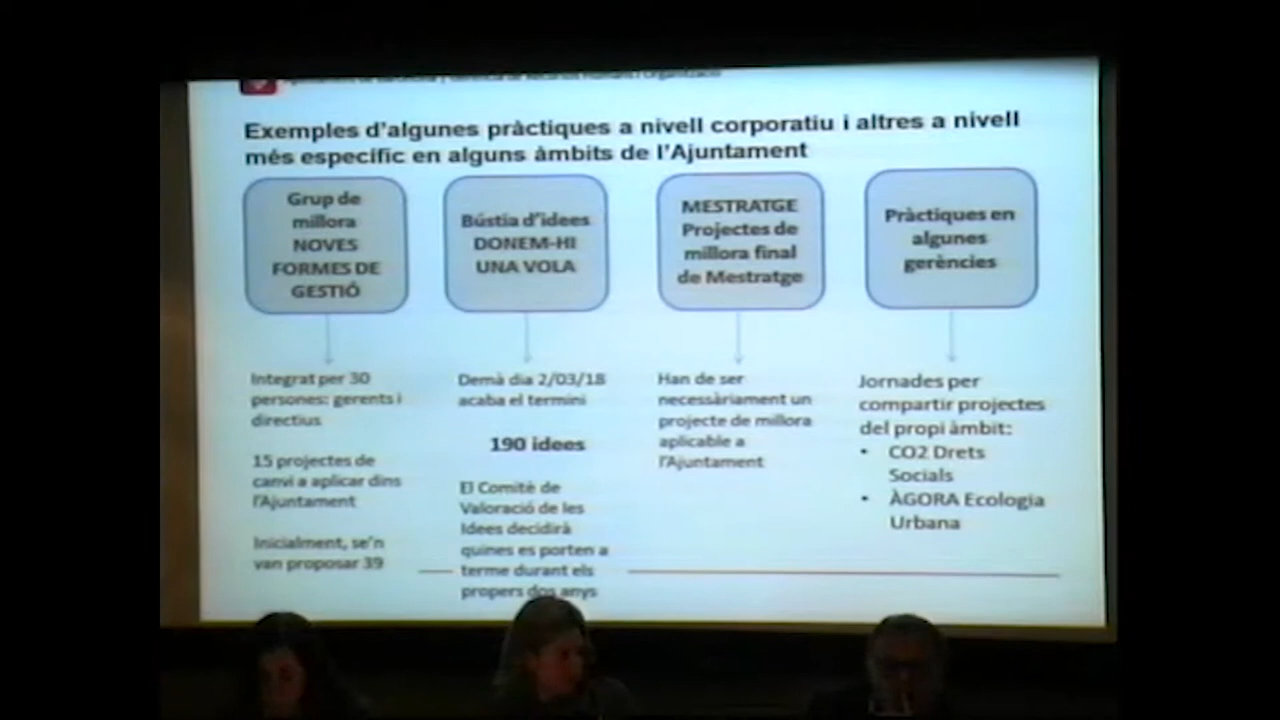 Exemples d'algunes pràctiques a nivell corporatiu i altres a nivell
més específic en alguns àmbits de l'Ajuntament
Grup de
millora
NOVES
FORMES DE
GESTIÓ
Integrat per 30
persones: gerents i
directius
15 projectes de
canvi a aplicar dins
l'Ajuntament
Inicialment, se'n
van proposar 39
Bústia d'idees
DONEM-HI
UNA VOLA
Demà dia 2/03/18
acaba el termini
190 idees
El Comitè de
Valoració de les
Idees decidirà
quines es porten a
terme durant els
propers dos anys
MESTRATGE
Projectes de
millora final
de Mestratge
Han de ser
necessàriament un
projecte de millora
aplicable a
l'Ajuntament
Pràctiques en
algunes
gerències
Jornades per
compartir projectes
del propi àmbit:
• CO2 Drets
Socials
• ÀGORA Ecologia
Urbana